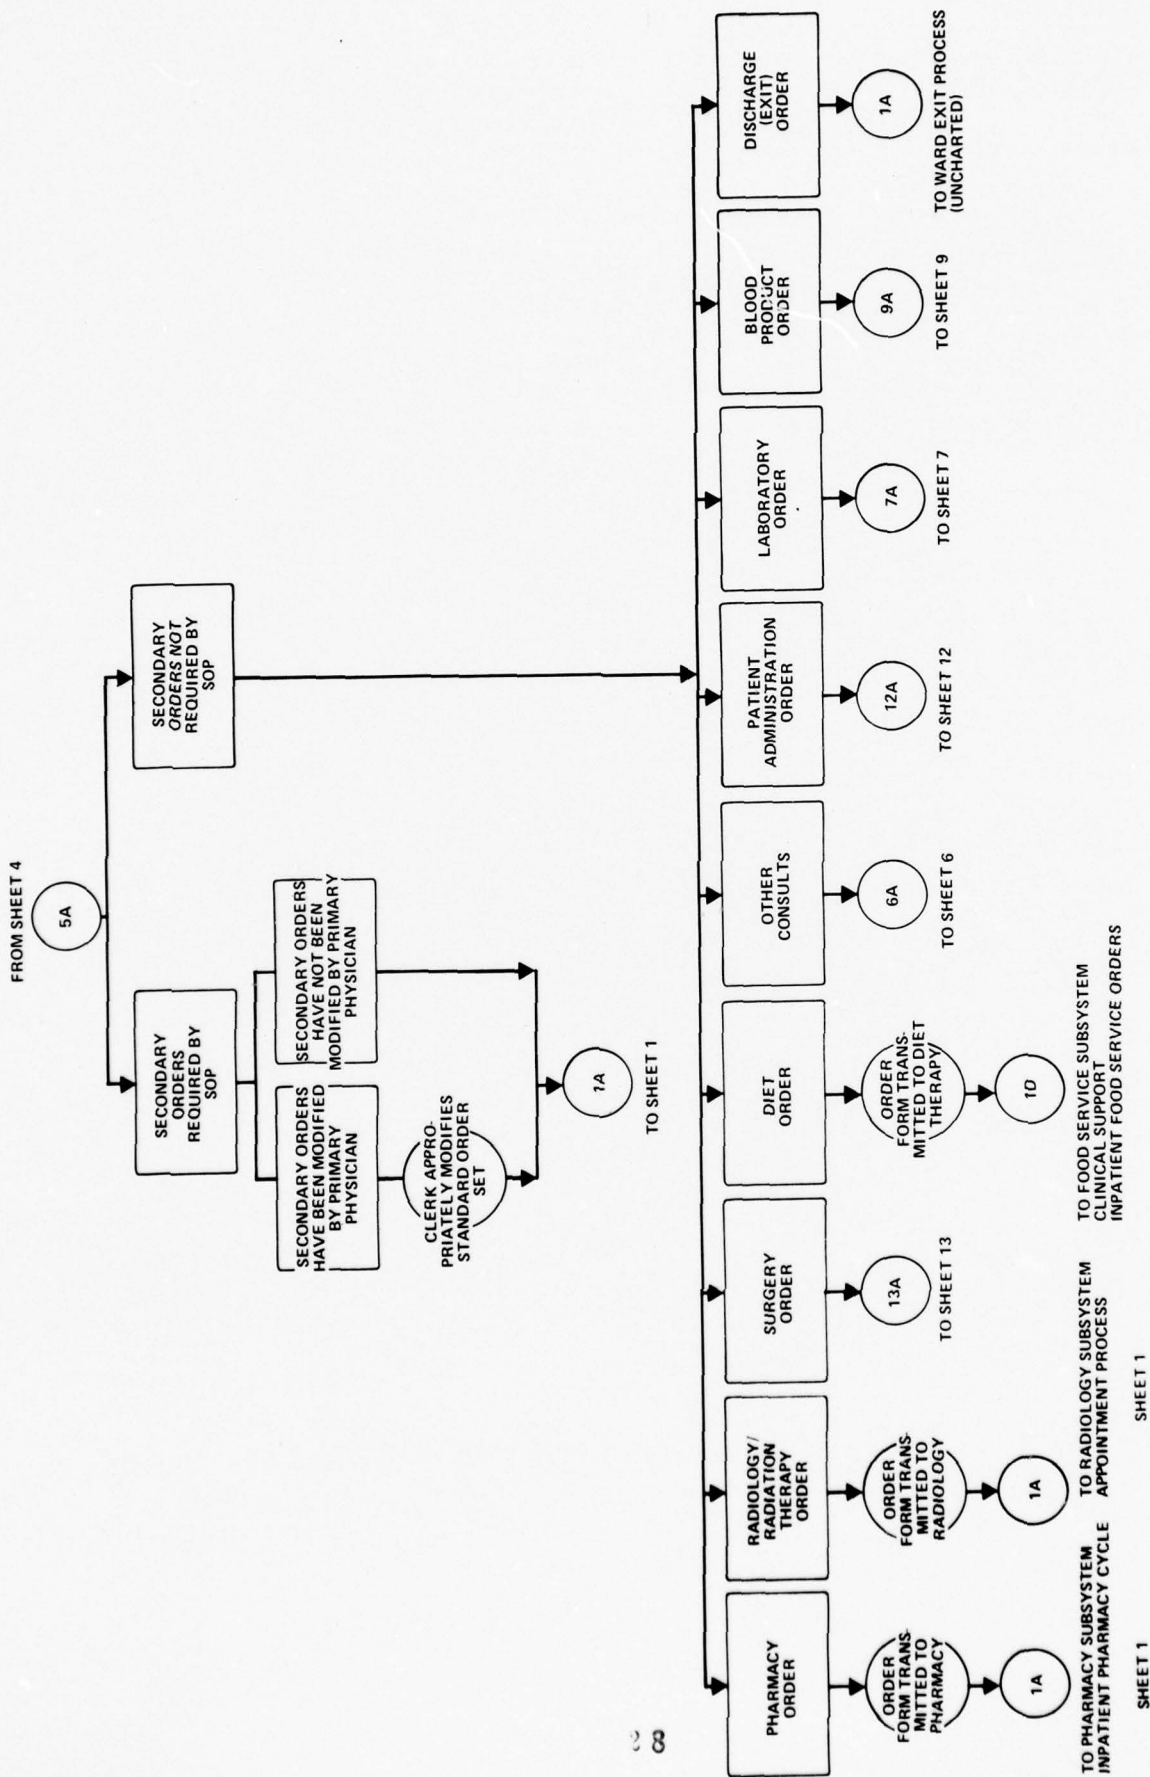 FROM SHEET 4
5A
SECONDARY
ORDERS
REQUIRED BY
SOP
SECONDARY
ORDERS NOT
REQUIRED BY
SOP
SECONDARY ORDERS
HAVE BEEN MODIFIED
BY PRIMARY
PHYSICIAN
SECONDARY ORDERS
HAVE NOT BEEN
MODIFIED BY PRIMARY
PHYSICIAN
CLERK APPRO-
PRIATELY MODIFIES
STANDARD ORDER
SET
1A
TO SHEET 1
PHARMACY
ORDER
ORDER
FORM TRANS-
MITTED TO
PHARMACY
1A
TO PHARMACY SUBSYSTEM
INPATIENT PHARMACY CYCLE
SHEET 1
RADIOLOGY/
RADIATION
THERAPY
ORDER
ORDER
FORM TRANS-
MITTED TO
RADIOLOGY
1A
TO RADIOLOGY SUBSYSTEM
APPOINTMENT PROCESS
SHEET 1
SURGERY
ORDER
13A
TO SHEET 13
DIET
ORDER
ORDER
FORM TRANS-
MITTED TO DIET
THERAPY
1D
TO FOOD SERVICE SUBSYSTEM
CLINICAL SUPPORT
INPATIENT FOOD SERVICE ORDERS
OTHER
CONSULTS
6A
TO SHEET 6
PATIENT
ADMINISTRATION
ORDER
12A
TO SHEET 12
LABORATORY
ORDER
7A
TO SHEET 7
BLOOD
PRODUCT
ORDER
9A
TO SHEET 9
DISCHARGE
(EXIT)
ORDER
1A
TO WARD EXIT PROCESS
(UNCHARTED)
28